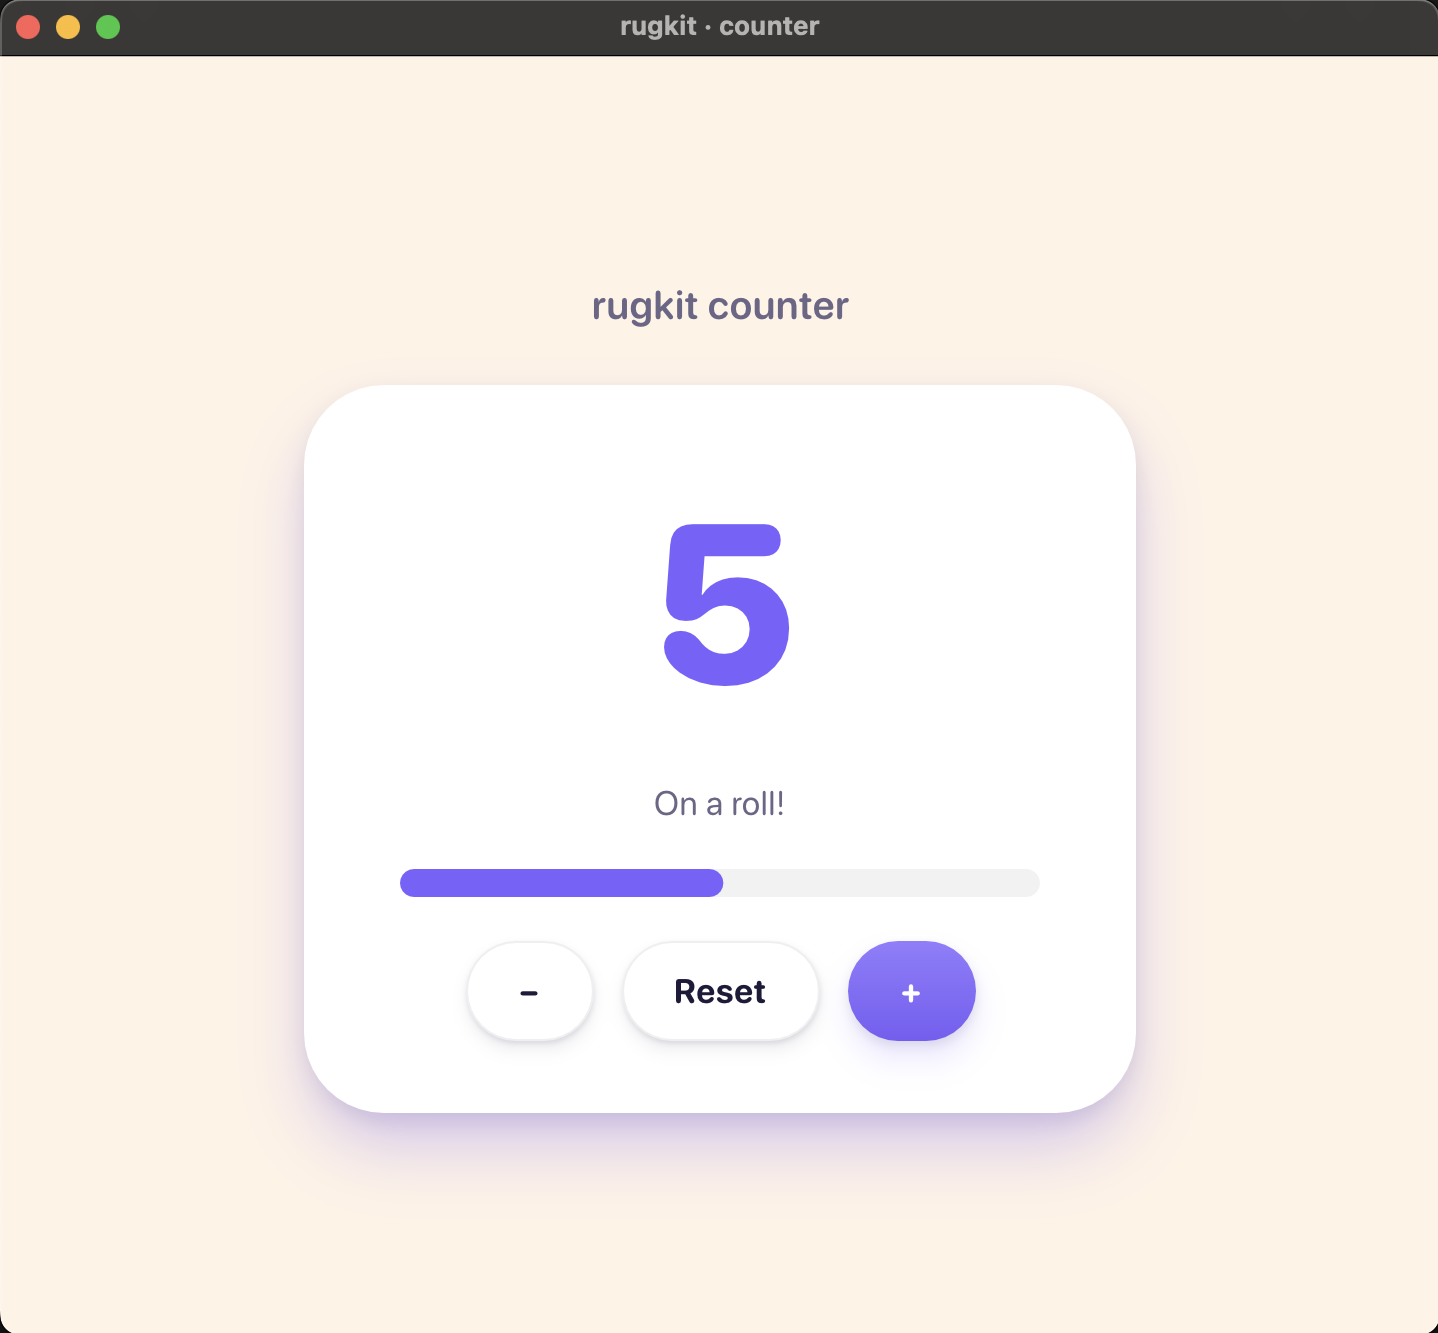 rugkit · counter
rugkit counter
5
On a roll!
– Reset +